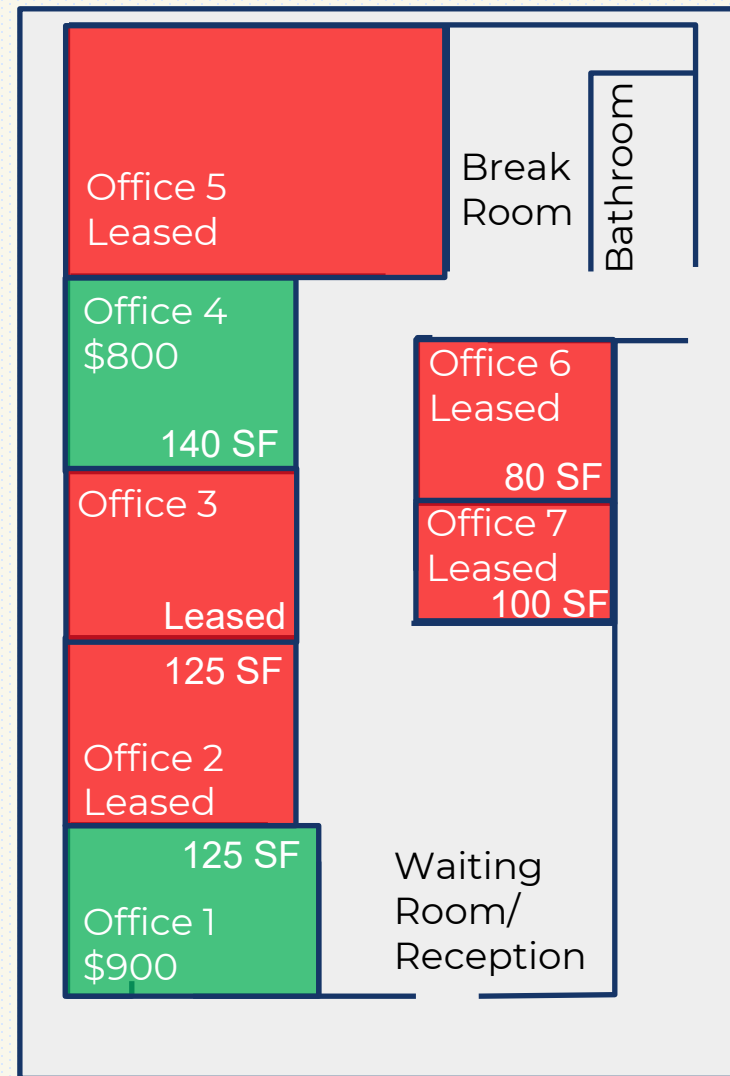 Office 5
Leased
Break
Room
Bathroom
Office 4
$800
140 SF
Office 6
Leased
80 SF
Office 3
Leased
Office 7
Leased
100 SF
125 SF
Office 2
Leased
125 SF
Office 1
$900
Waiting
Room/
Reception